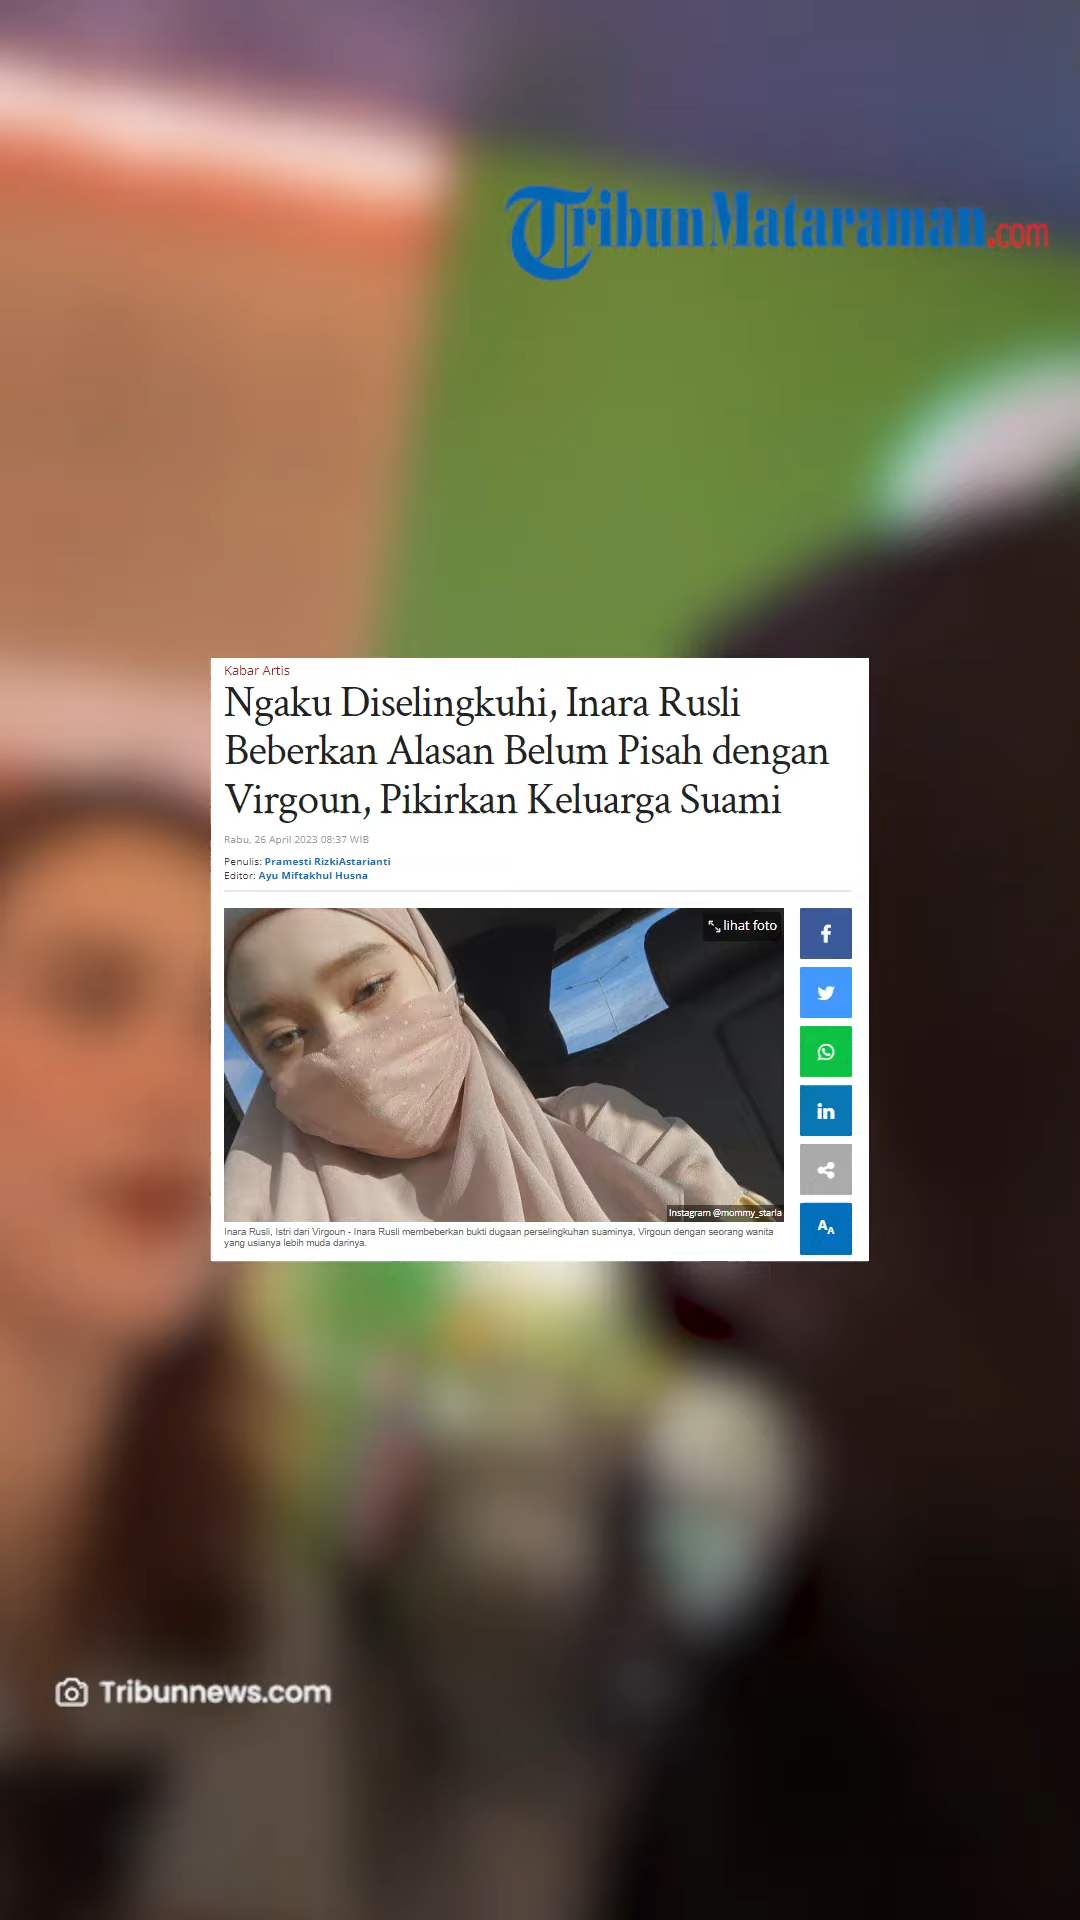 TribunMataraman.com
Kabar Artis
Ngaku Diselingkuhi, Inara Rusli
Beberkan Alasan Belum Pisah dengan
Virgoun, Pikirkan Keluarga Suami
Rabu, 26 April 2023 08:37 WIB
Penulis: Pramesti RizkiAstarianti
Editor: Ayu Miftakhul Husna
lihat foto
f
in
AA
Instagram @mommy_starla
Inara Rusli, Istri dari Virgoun - Inara Rusli membeberkan bukti dugaan perselingkuhan suaminya, Virgoun dengan seorang wanita
yang usianya lebih muda darinya.
Tribunnews.com